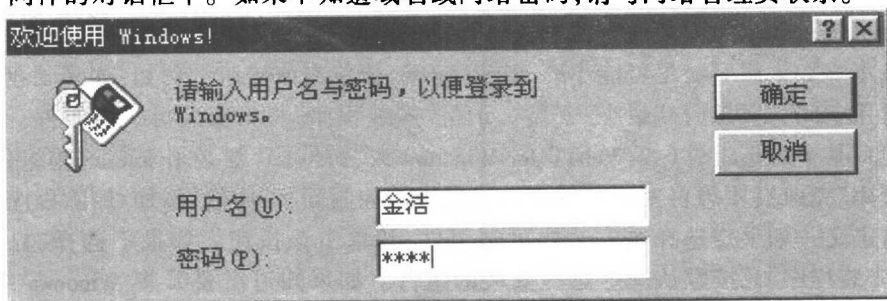 欢迎使用 Windows!
请输入用户名与密码，以便登录到
Windows。
确定
取消
用户名(U):
金洁
密码(P):
****